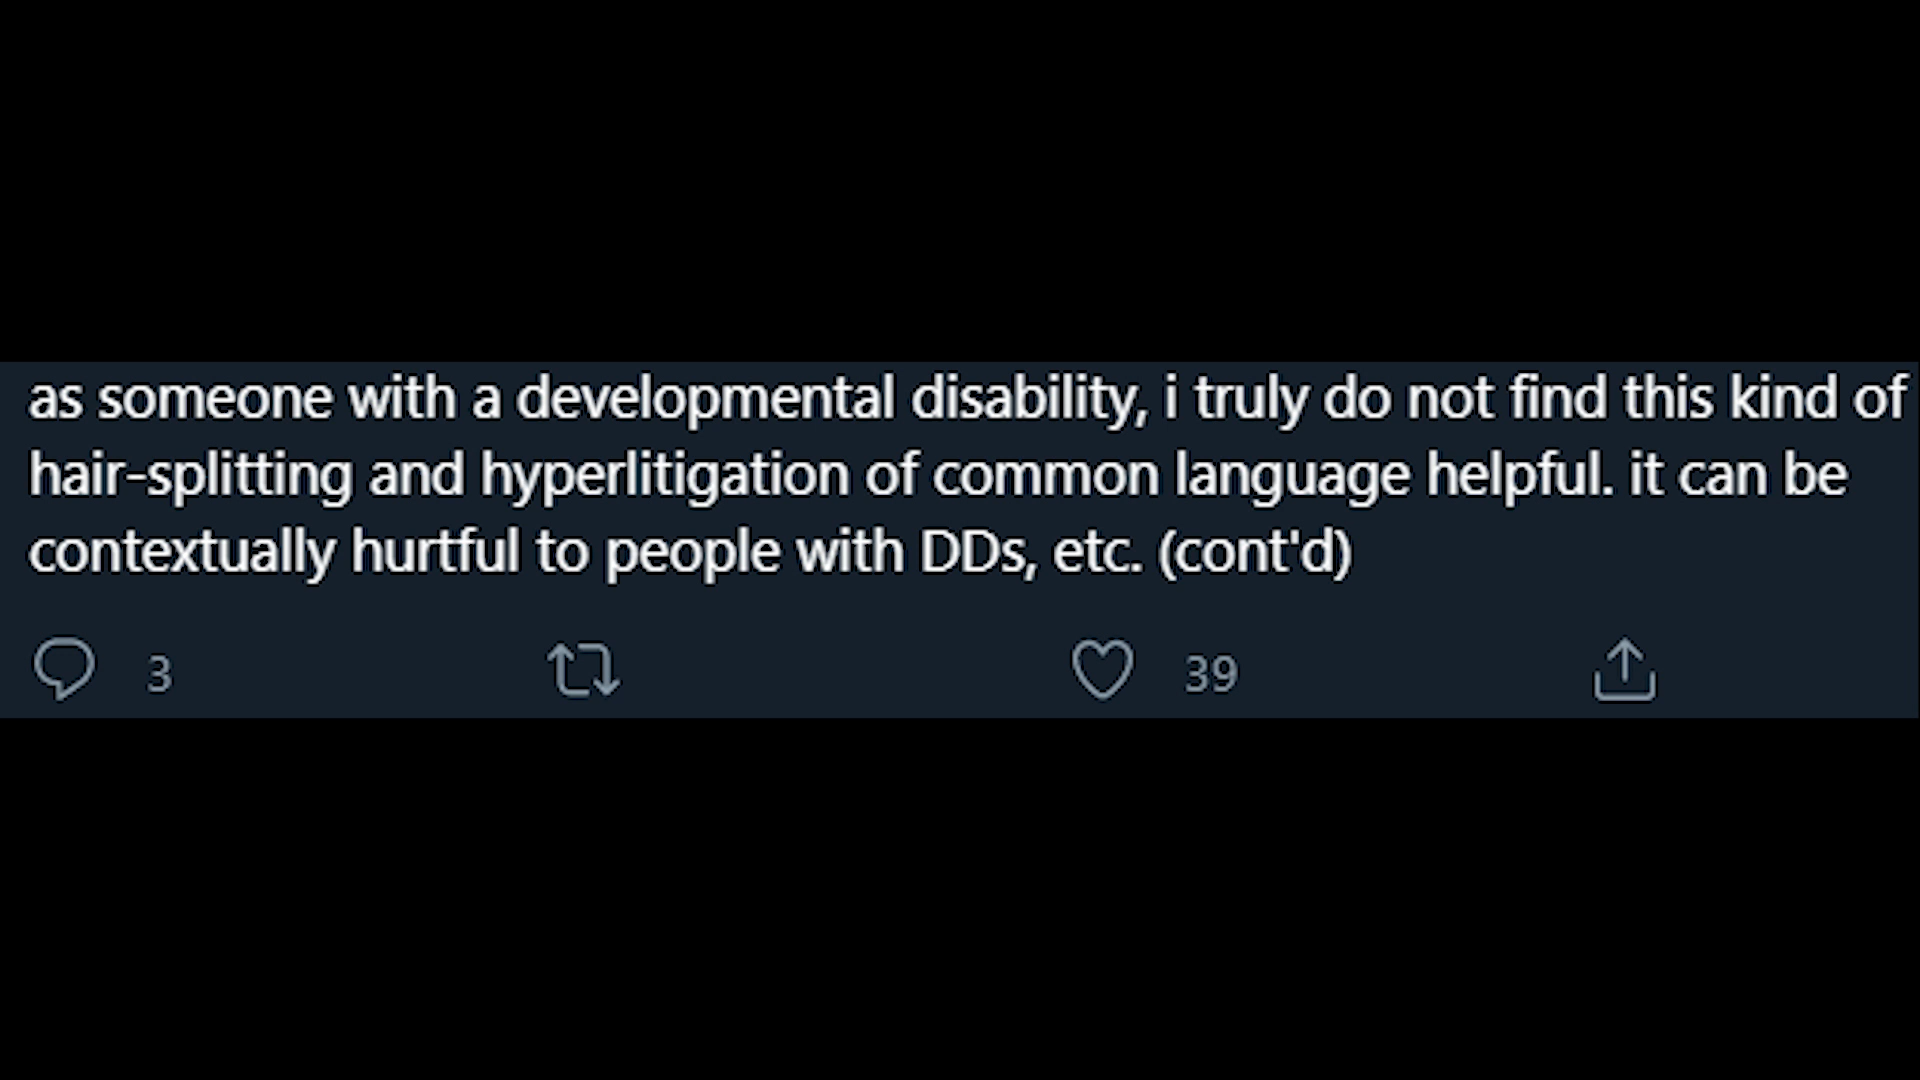 as someone with a developmental disability, i truly do not find this kind of
hair-splitting and hyperlitigation of common language helpful. it can be
contextually hurtful to people with DDs, etc. (cont'd)
3 39